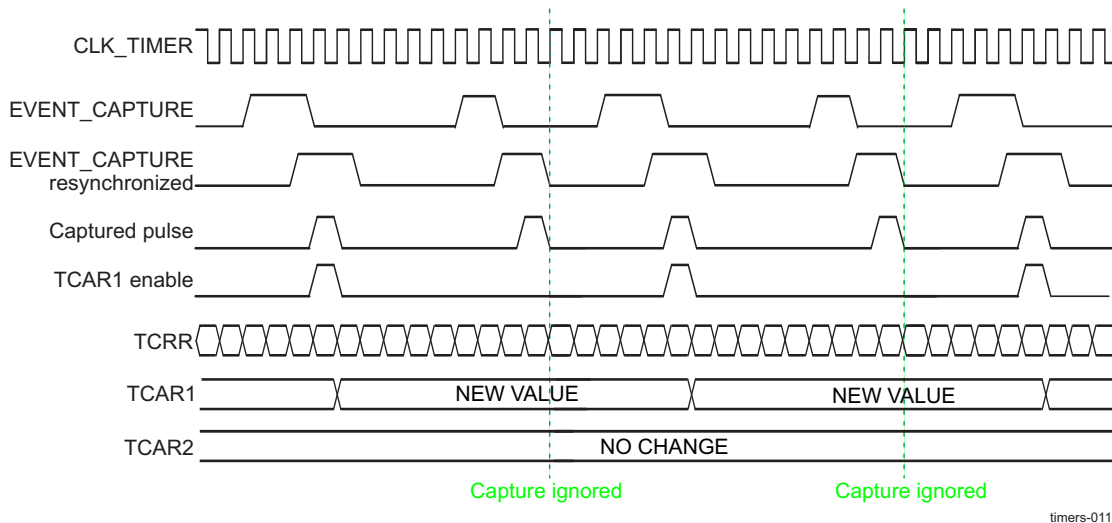 CLK_TIMER
EVENT_CAPTURE
EVENT_CAPTURE
resynchronized
Captured pulse
TCAR1 enable
TCRR
TCAR1
NEW VALUE
NEW VALUE
TCAR2
NO CHANGE
Capture ignored
Capture ignored
timers-011